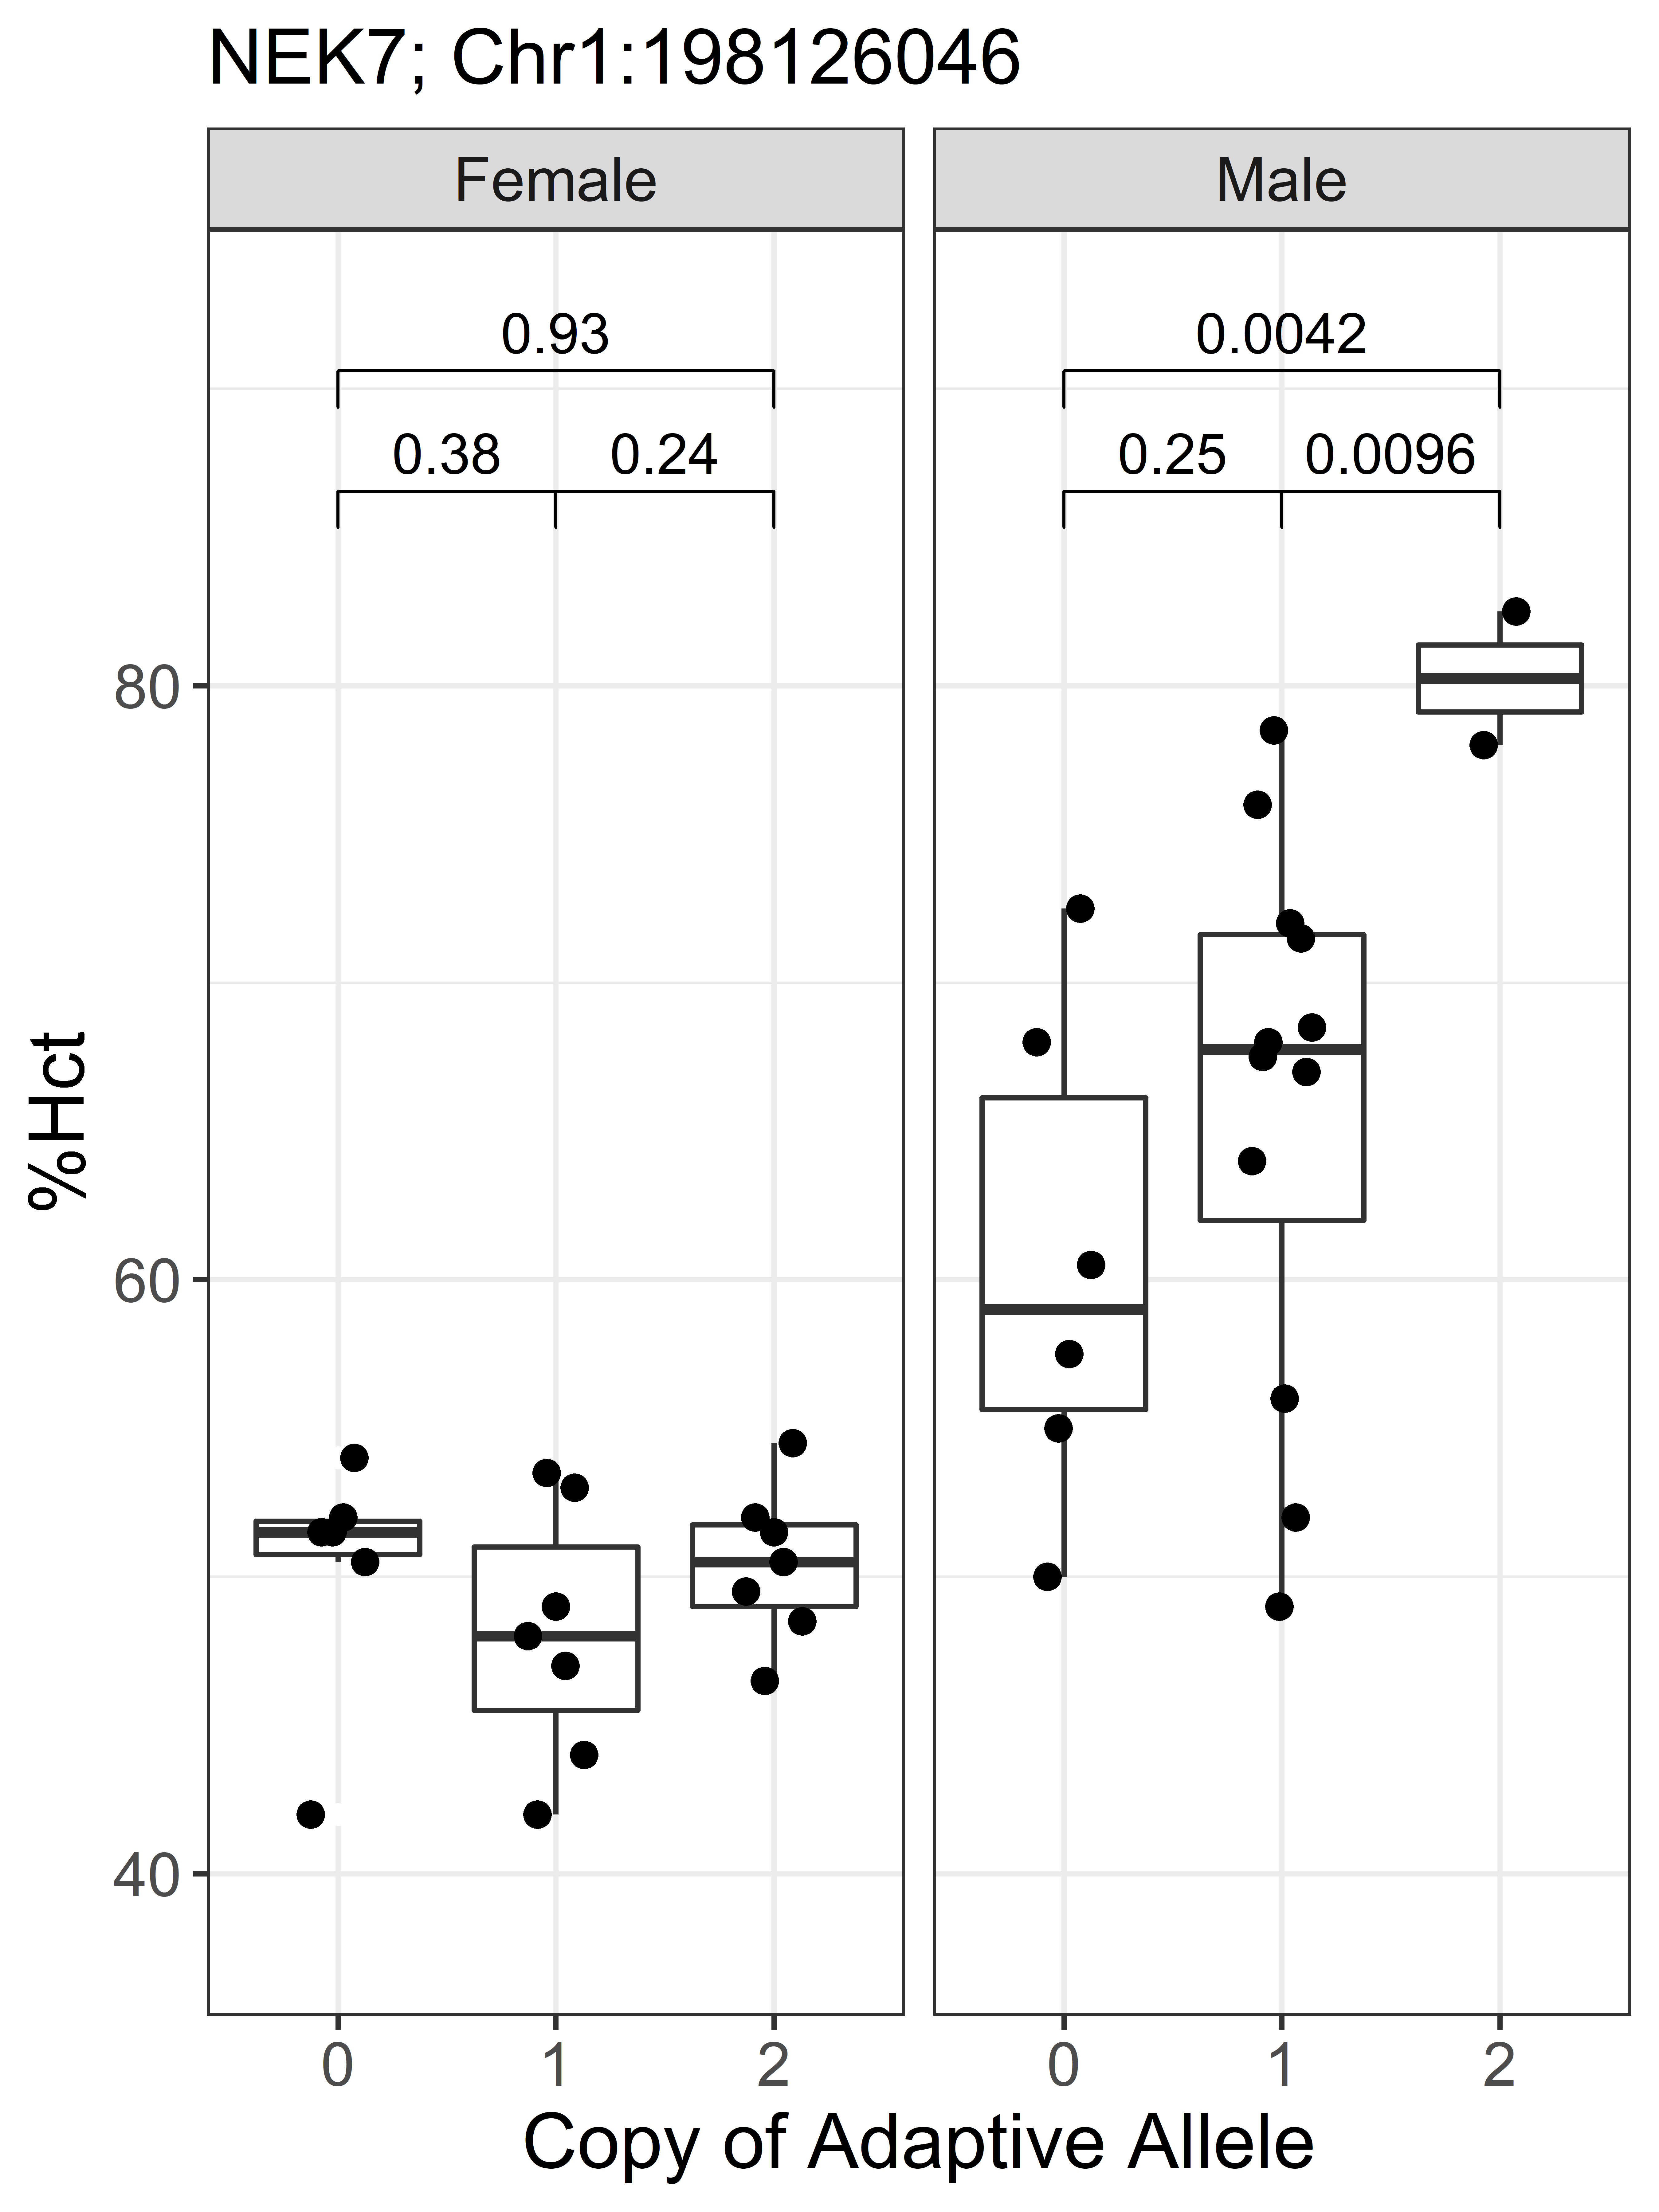 NEK7; Chr1:198126046
Female
Male
0.93
0.0042
0.38 0.24
0.25 0.0096
%Hct
80
60
40
0 1 2
0 1 2
Copy of Adaptive Allele